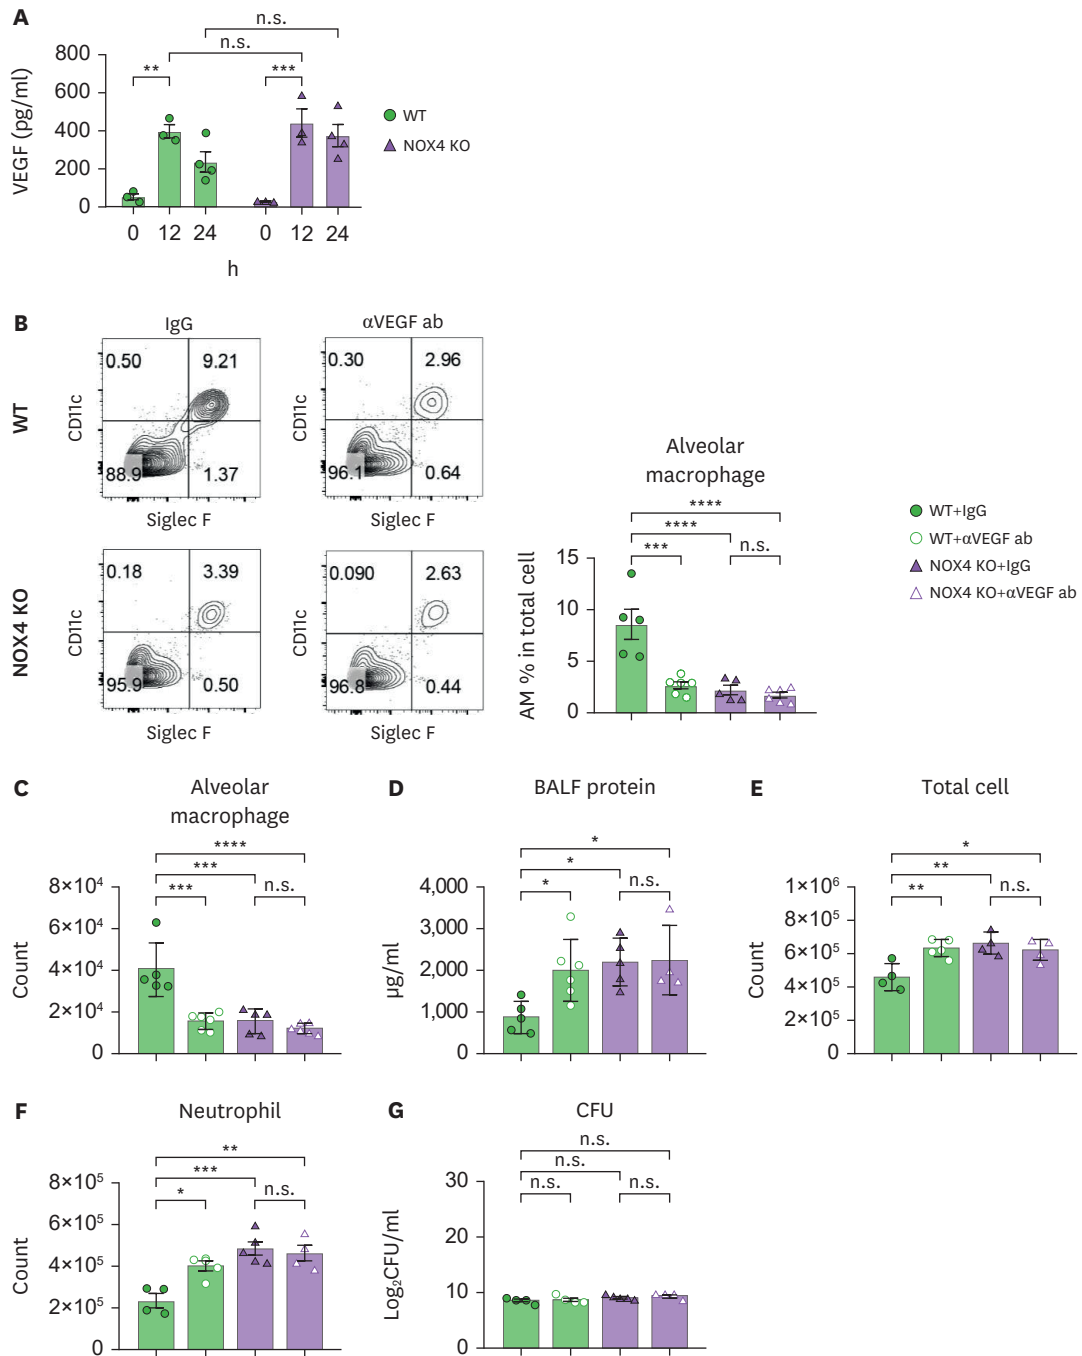 A
n.s.
n.s.
** ***
800
600
400
200
0
VEGF (pg/ml)
0 12 24 0 12 24
h
WT
NOX4 KO
B
IgG αVEGF ab
WT
0.50 9.21
88.9 1.37
CD11c
Siglec F
0.30 2.96
96.1 0.64
CD11c
Siglec F
NOX4 KO
0.18 3.39
95.9 0.50
CD11c
Siglec F
0.090 2.63
96.8 0.44
CD11c
Siglec F
Alveolar
macrophage
****
****
*** n.s.
15
10
5
0
AM % in total cell
WT+IgG
WT+αVEGF ab
NOX4 KO+IgG
NOX4 KO+αVEGF ab
C
Alveolar
macrophage
****
***
*** n.s.
8×10⁴
6×10⁴
4×10⁴
2×10⁴
0
Count
D
BALF protein
*
*
* n.s.
4,000
3,000
2,000
1,000
0
µg/ml
E
Total cell
*
**
** n.s.
1×10⁶
8×10⁵
6×10⁵
4×10⁵
2×10⁵
0
Count
F
Neutrophil
**
***
* n.s.
8×10⁵
6×10⁵
4×10⁵
2×10⁵
0
Count
G
CFU
n.s.
n.s.
n.s. n.s.
30
20
10
0
Log₂CFU/ml